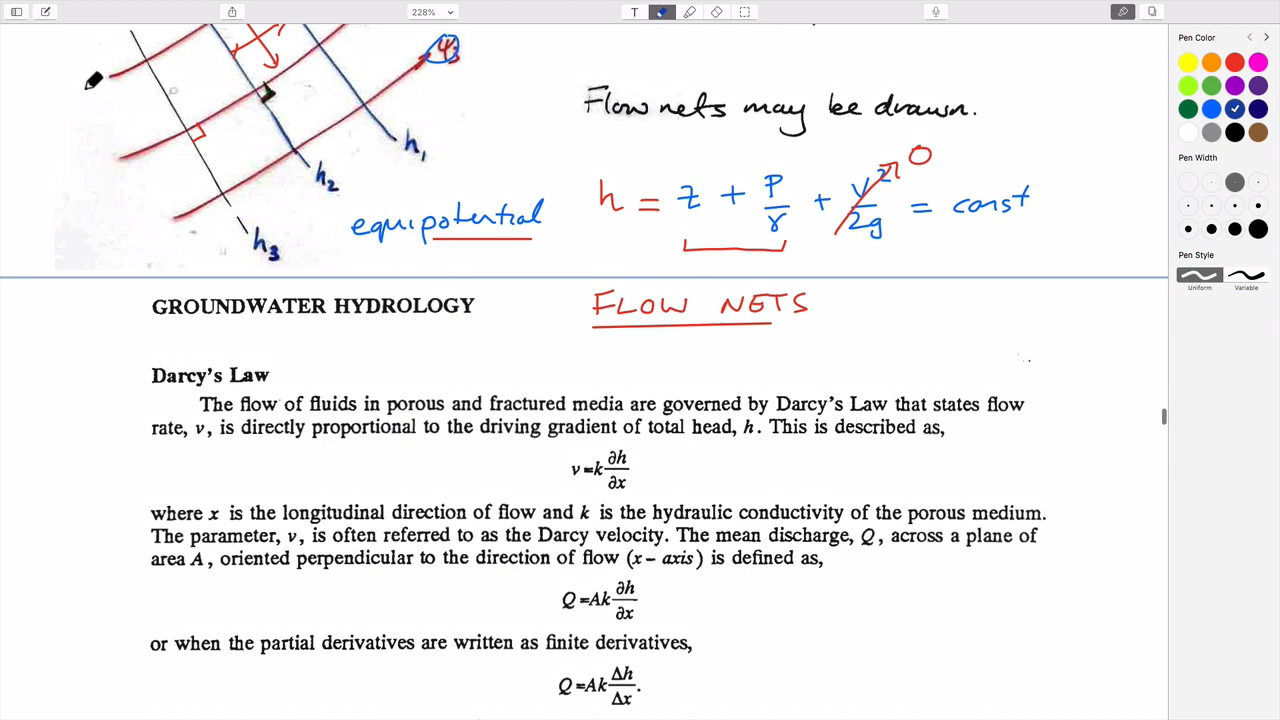 T
228%
Pen Color
ψ3
Flow nets may be drawn.
h1
h2
h = z + P/γ + v²/2g = const
0
equipotential
h3
Pen Width
Pen Style
Uniform
Variable
GROUNDWATER HYDROLOGY
FLOW NETS
Darcy's Law
The flow of fluids in porous and fractured media are governed by Darcy's Law that states flow
rate, v, is directly proportional to the driving gradient of total head, h. This is described as,
v=k ∂h/∂x
where x is the longitudinal direction of flow and k is the hydraulic conductivity of the porous medium.
The parameter, v, is often referred to as the Darcy velocity. The mean discharge, Q, across a plane of
area A, oriented perpendicular to the direction of flow (x- axis) is defined as,
Q=Ak ∂h/∂x
or when the partial derivatives are written as finite derivatives,
Q=Ak Δh/Δx.